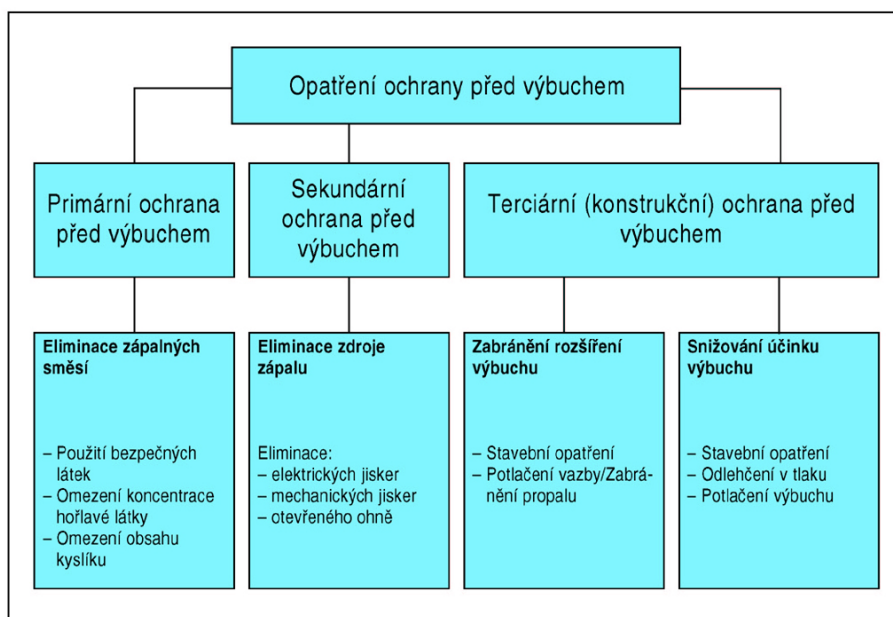 Opatření ochrany před výbuchem
Primární ochrana
před výbuchem
Sekundární
ochrana před
výbuchem
Terciární (konstrukční) ochrana před
výbuchem
Eliminace zápalných
směsí
– Použití bezpečných
látek
– Omezení koncentrace
hořlavé látky
– Omezení obsahu
kyslíku
Eliminace zdroje
zápalu
Eliminace:
– elektrických jisker
– mechanických jisker
– otevřeného ohně
Zabránění rozšíření
výbuchu
– Stavební opatření
– Potlačení vazby/Zabrá-
nění propalu
Snižování účinku
výbuchu
– Stavební opatření
– Odlehčení v tlaku
– Potlačení výbuchu